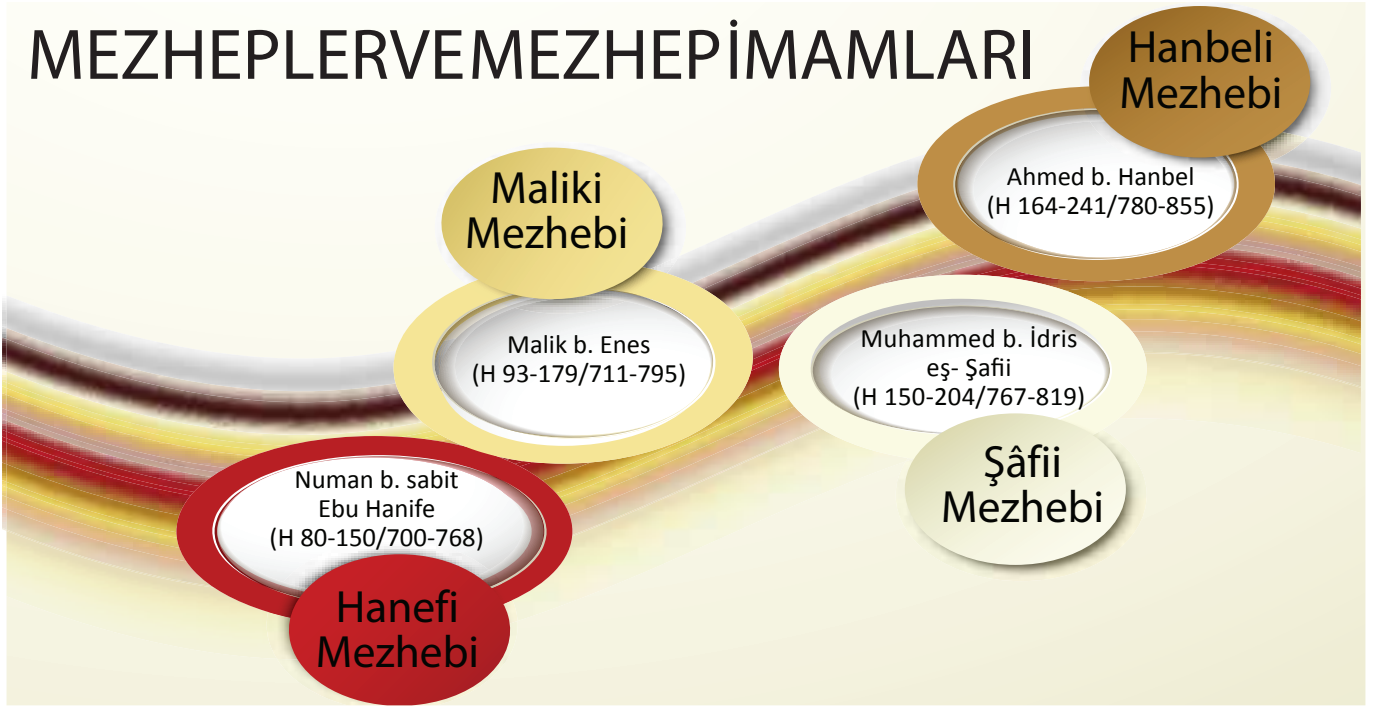 MEZHEPLERVEMEZHEPİMAMLARI
Hanbeli
Mezhebi
Ahmed b. Hanbel
(H 164-241/780-855)
Maliki
Mezhebi
Malik b. Enes
(H 93-179/711-795)
Muhammed b. İdris
eş- Şafii
(H 150-204/767-819)
Şâfii
Mezhebi
Numan b. sabit
Ebu Hanife
(H 80-150/700-768)
Hanefi
Mezhebi